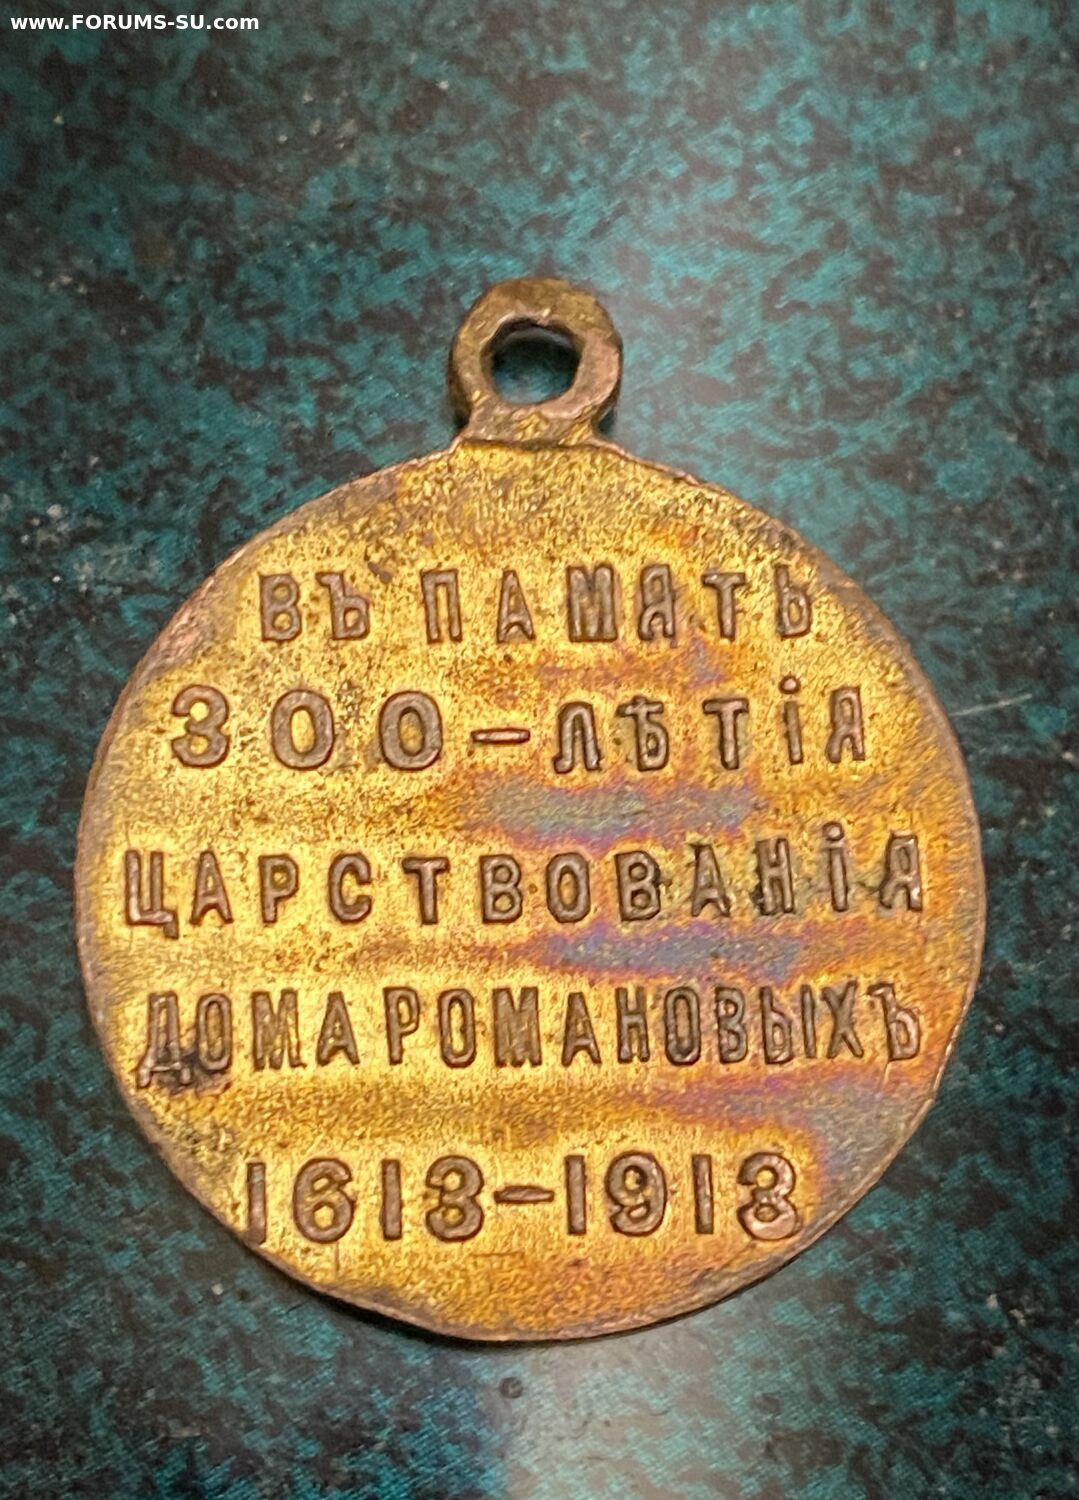 www.FORUMS-SU.com
ВЪ ПАМЯТЬ
300-ЛѢТІЯ
ЦАРСТВОВАНІЯ
ДОМА РОМАНОВЫХЪ
1613-1913